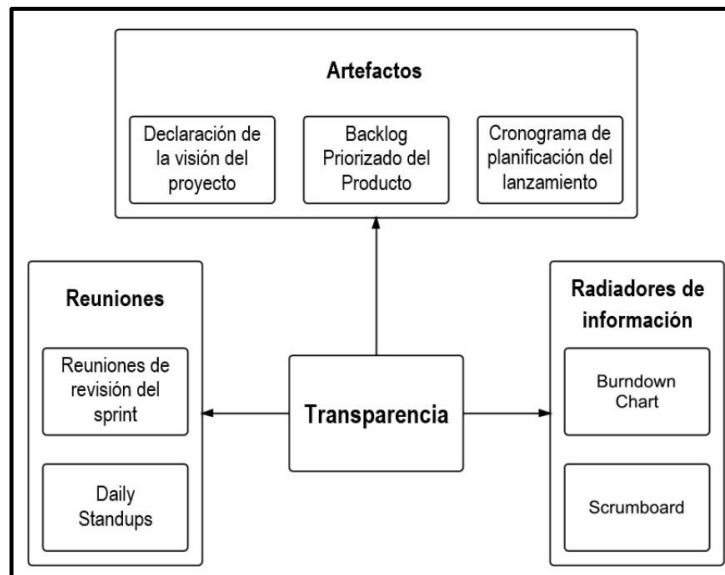 Artefactos
Declaración de
la visión del
proyecto
Backlog
Priorizado del
Producto
Cronograma de
planificación del
lanzamiento
Reuniones
Reuniones de
revisión del
sprint
Daily
Standups
Transparencia
Radiadores de
información
Burndown
Chart
Scrumboard